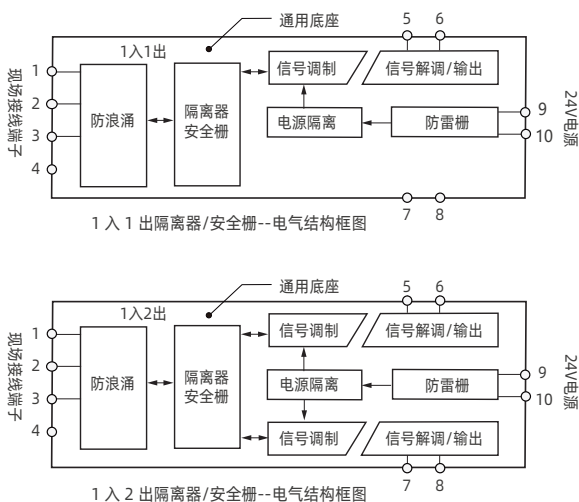 通用底座
5
6
1入1出
1
2
3
4
现场接线端子
防浪涌
隔离器
安全栅
信号调制
信号解调/输出
电源隔离
防雷栅
9
10
24V电源
7
8
1 入 1 出隔离器/安全栅--电气结构框图
通用底座
5
6
1入2出
1
2
3
4
现场接线端子
防浪涌
隔离器
安全栅
信号调制
信号解调/输出
电源隔离
防雷栅
9
10
24V电源
信号调制
信号解调/输出
7
8
1 入 2 出隔离器/安全栅--电气结构框图